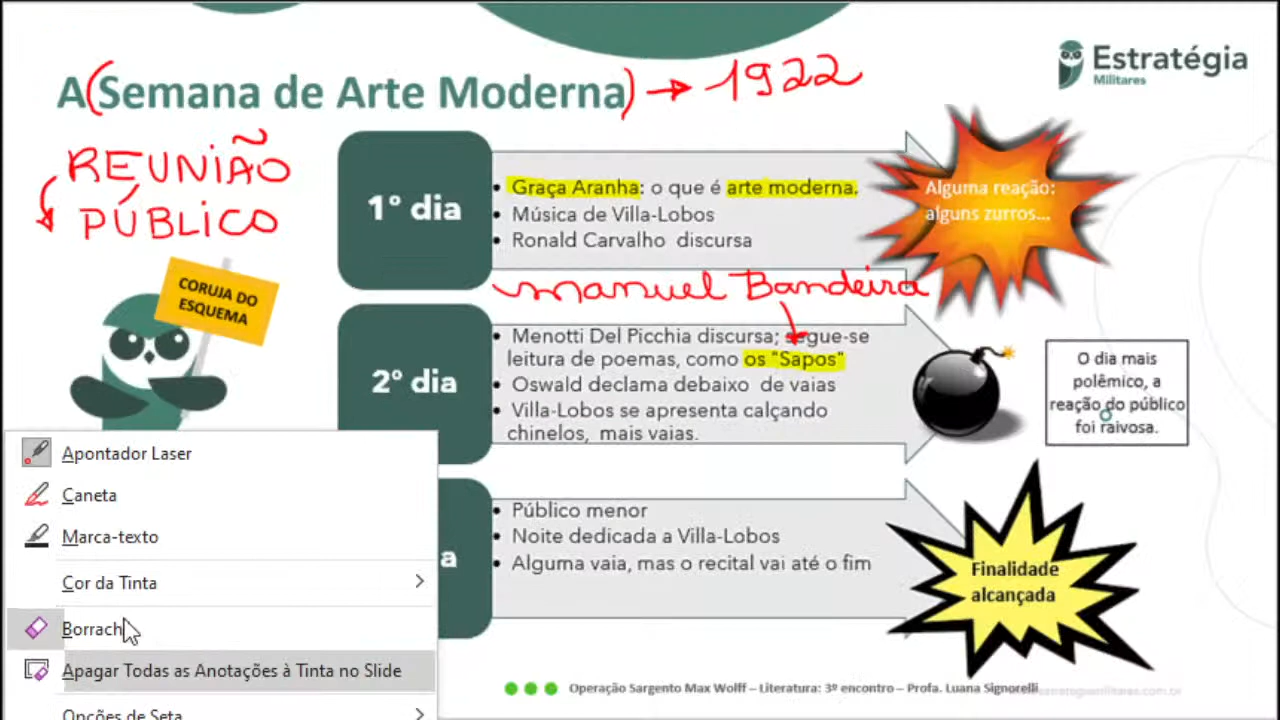 Estratégia
Militares
A (Semana de Arte Moderna) → 1922
REUNIÃO
PÚBLICO
CORUJA DO
ESQUEMA
1º dia
• Graça Aranha: o que é arte moderna.
• Música de Villa-Lobos
• Ronald Carvalho discursa
Alguma reação:
alguns zurros...
manuel Bandeira
2º dia
• Menotti Del Picchia discursa; segue-se
leitura de poemas, como os "Sapos"
• Oswald declama debaixo de vaias
• Villa-Lobos se apresenta calçando
chinelos, mais vaias.
O dia mais
polêmico, a
reação do público
foi raivosa.
a
• Público menor
• Noite dedicada a Villa-Lobos
• Alguma vaia, mas o recital vai até o fim
Finalidade
alcançada
Apontador Laser
Caneta
Marca-texto
Cor da Tinta
Borrach
Apagar Todas as Anotações à Tinta no Slide
Opções de Seta
Operação Sargento Max Wolff – Literatura: 3º encontro – Profa. Luana Signorelli